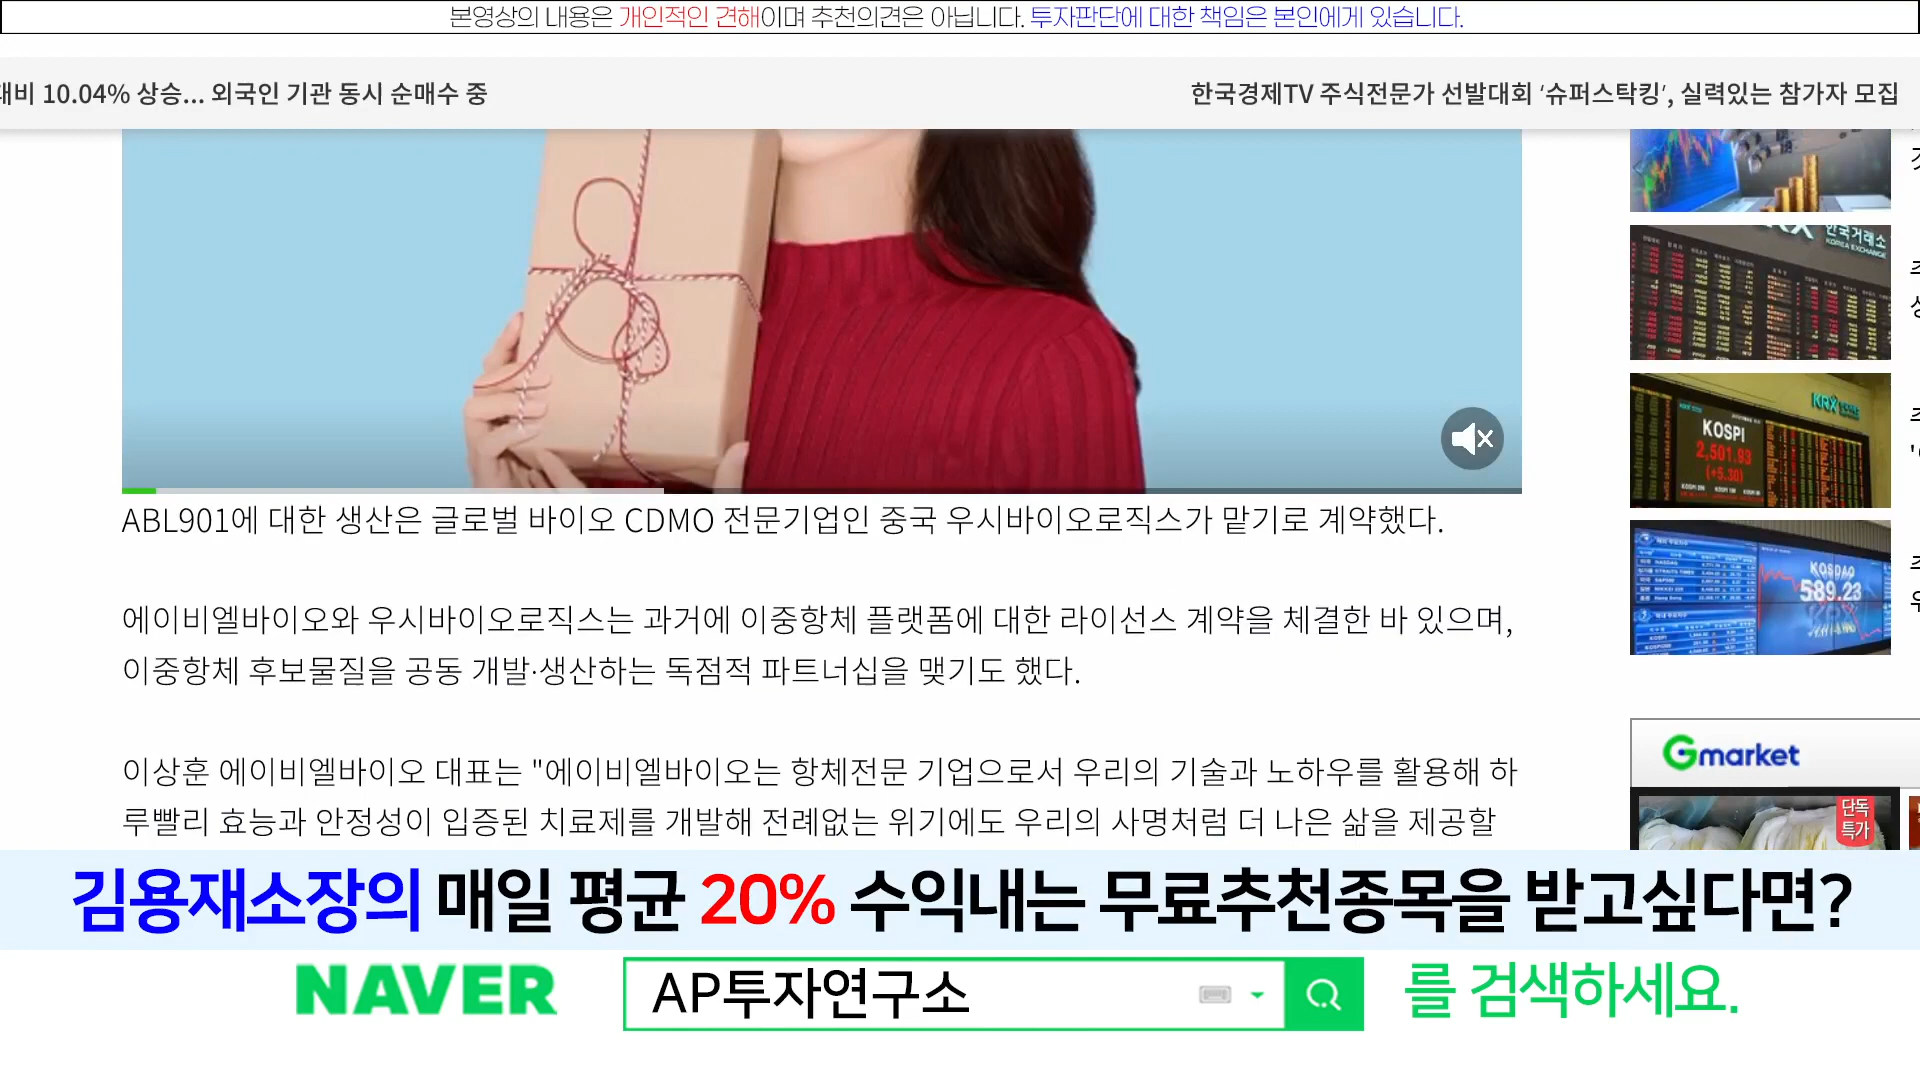 본영상의 내용은 개인적인 견해이며 추천의견은 아닙니다. 투자판단에 대한 책임은 본인에게 있습니다.
대비 10.04% 상승... 외국인 기관 동시 순매수 중
한국경제TV 주식전문가 선발대회 '슈퍼스탁킹', 실력있는 참가자 모집
한국거래소
KOREA EXCHANGE
KRX
KOSPI
2,501.93
(+5.30)
KOSDAQ
589.23
ABL901에 대한 생산은 글로벌 바이오 CDMO 전문기업인 중국 우시바이오로직스가 맡기로 계약했다.
에이비엘바이오와 우시바이오로직스는 과거에 이중항체 플랫폼에 대한 라이선스 계약을 체결한 바 있으며,
이중항체 후보물질을 공동 개발·생산하는 독점적 파트너십을 맺기도 했다.
이상훈 에이비엘바이오 대표는 "에이비엘바이오는 항체전문 기업으로서 우리의 기술과 노하우를 활용해 하
루빨리 효능과 안정성이 입증된 치료제를 개발해 전례없는 위기에도 우리의 사명처럼 더 나은 삶을 제공할
Gmarket
단독
특가
김용재소장의 매일 평균 20% 수익내는 무료추천종목을 받고싶다면?
NAVER AP투자연구소 를 검색하세요.